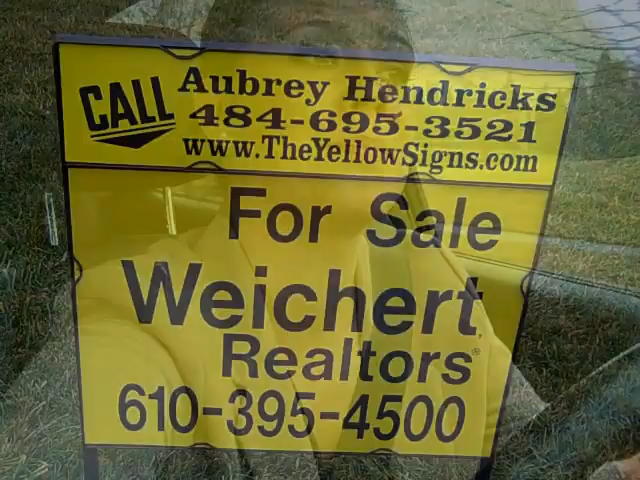 CALL Aubrey Hendricks
484-695-3521
www.TheYellowSigns.com
For Sale
Weichert,
Realtors®
610-395-4500